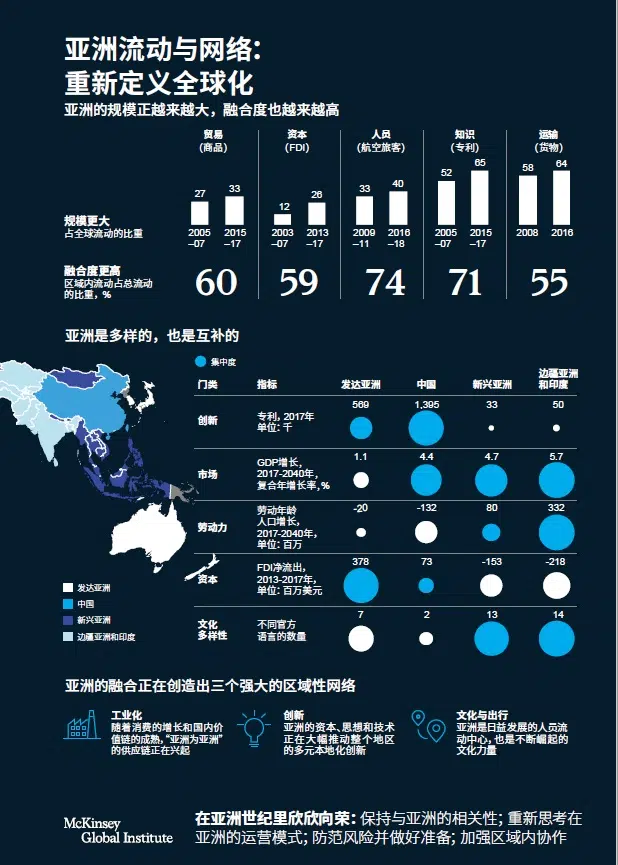 亚洲流动与网络：
重新定义全球化
亚洲的规模正越来越大，融合度也越来越高
贸易 资本 人员 知识 运输
(商品) (FDI) (航空旅客) (专利) (货物)
27 33 12 26 33 40 52 65 58 64
规模更大
占全球流动的比重
2005 2015 2003 2013 2009 2016 2005 2015 2008 2016
–07 –17 –07 –17 –11 –18 –07 –17
融合度更高
区域内流动占总流动
的比重，%
60 59 74 71 55
亚洲是多样的，也是互补的
集中度
门类 指标 发达亚洲 中国 新兴亚洲 边疆亚洲
和印度
569 1,395 33 50
创新 专利，2017年
单位：千
1.1 4.4 4.7 5.7
市场 GDP增长，
2017-2040年，
复合年增长率，%
-20 -132 80 332
劳动力 劳动年龄
人口增长，
2017-2040年，
单位：百万
378 73 -153 -218
资本 FDI净流出，
2013-2017年，
单位：百万美元
7 2 13 14
文化
多样性
不同官方
语言的数量
发达亚洲
中国
新兴亚洲
边疆亚洲和印度
亚洲的融合正在创造出三个强大的区域性网络
工业化
随着消费的增长和国内价
值链的成熟，“亚洲为亚洲”
的供应链正在兴起
创新
亚洲的资本、思想和技术
正在大幅推动整个地区
的多元本地化创新
文化与出行
亚洲是日益发展的人员流
动中心，也是不断崛起的
文化力量
McKinsey
Global Institute
在亚洲世纪里欣欣向荣：保持与亚洲的相关性；重新思考在
亚洲的运营模式；防范风险并做好准备；加强区域内协作